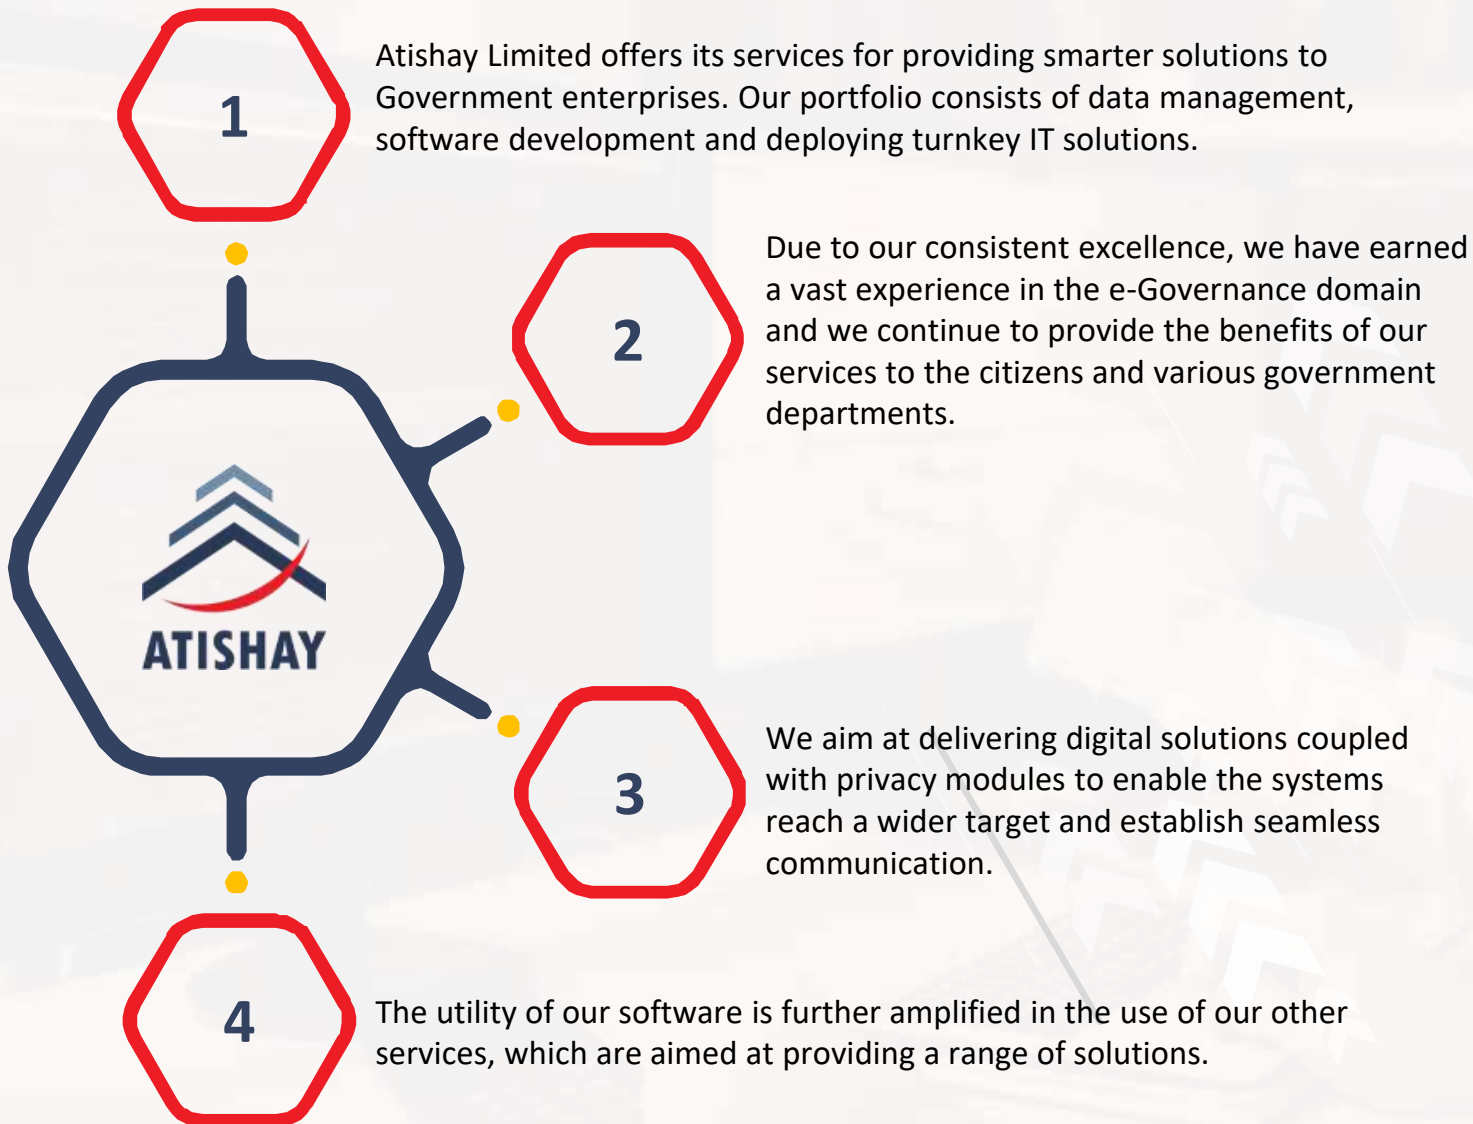 1
Atishay Limited offers its services for providing smarter solutions to
Government enterprises. Our portfolio consists of data management,
software development and deploying turnkey IT solutions.
2
Due to our consistent excellence, we have earned
a vast experience in the e-Governance domain
and we continue to provide the benefits of our
services to the citizens and various government
departments.
ATISHAY
3
We aim at delivering digital solutions coupled
with privacy modules to enable the systems
reach a wider target and establish seamless
communication.
4
The utility of our software is further amplified in the use of our other
services, which are aimed at providing a range of solutions.